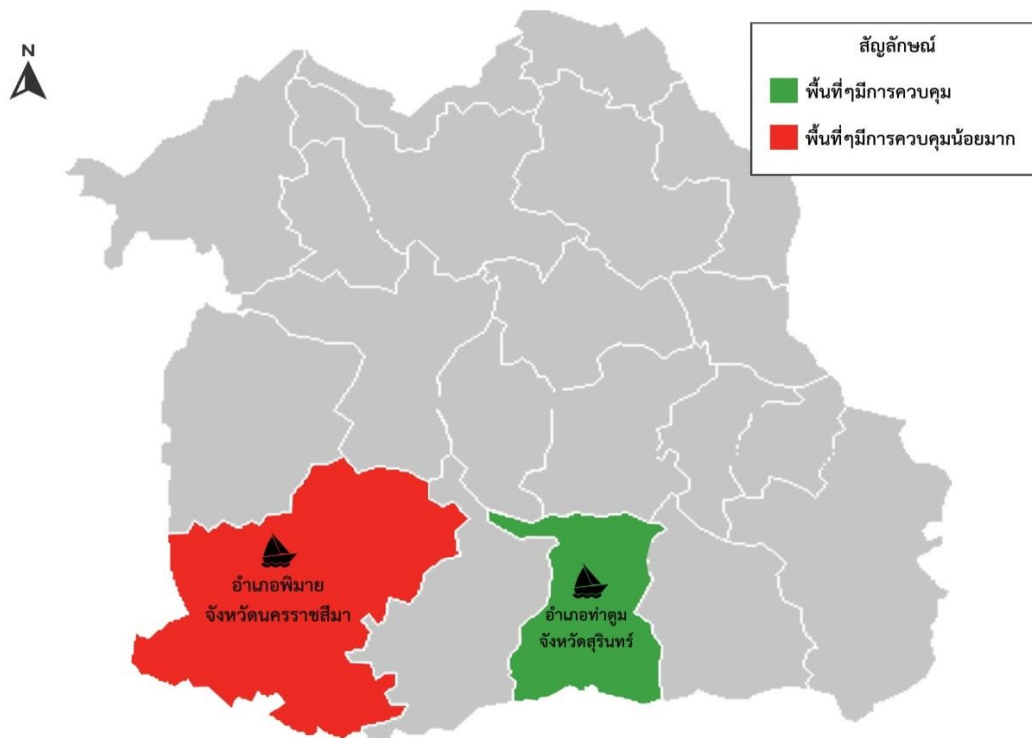 N
สัญลักษณ์
พื้นที่ๆมีการควบคุม
พื้นที่ๆมีการควบคุมน้อยมาก
อำเภอพิมาย
จังหวัดนครราชสีมา
อำเภอท่าตูม
จังหวัดสุรินทร์